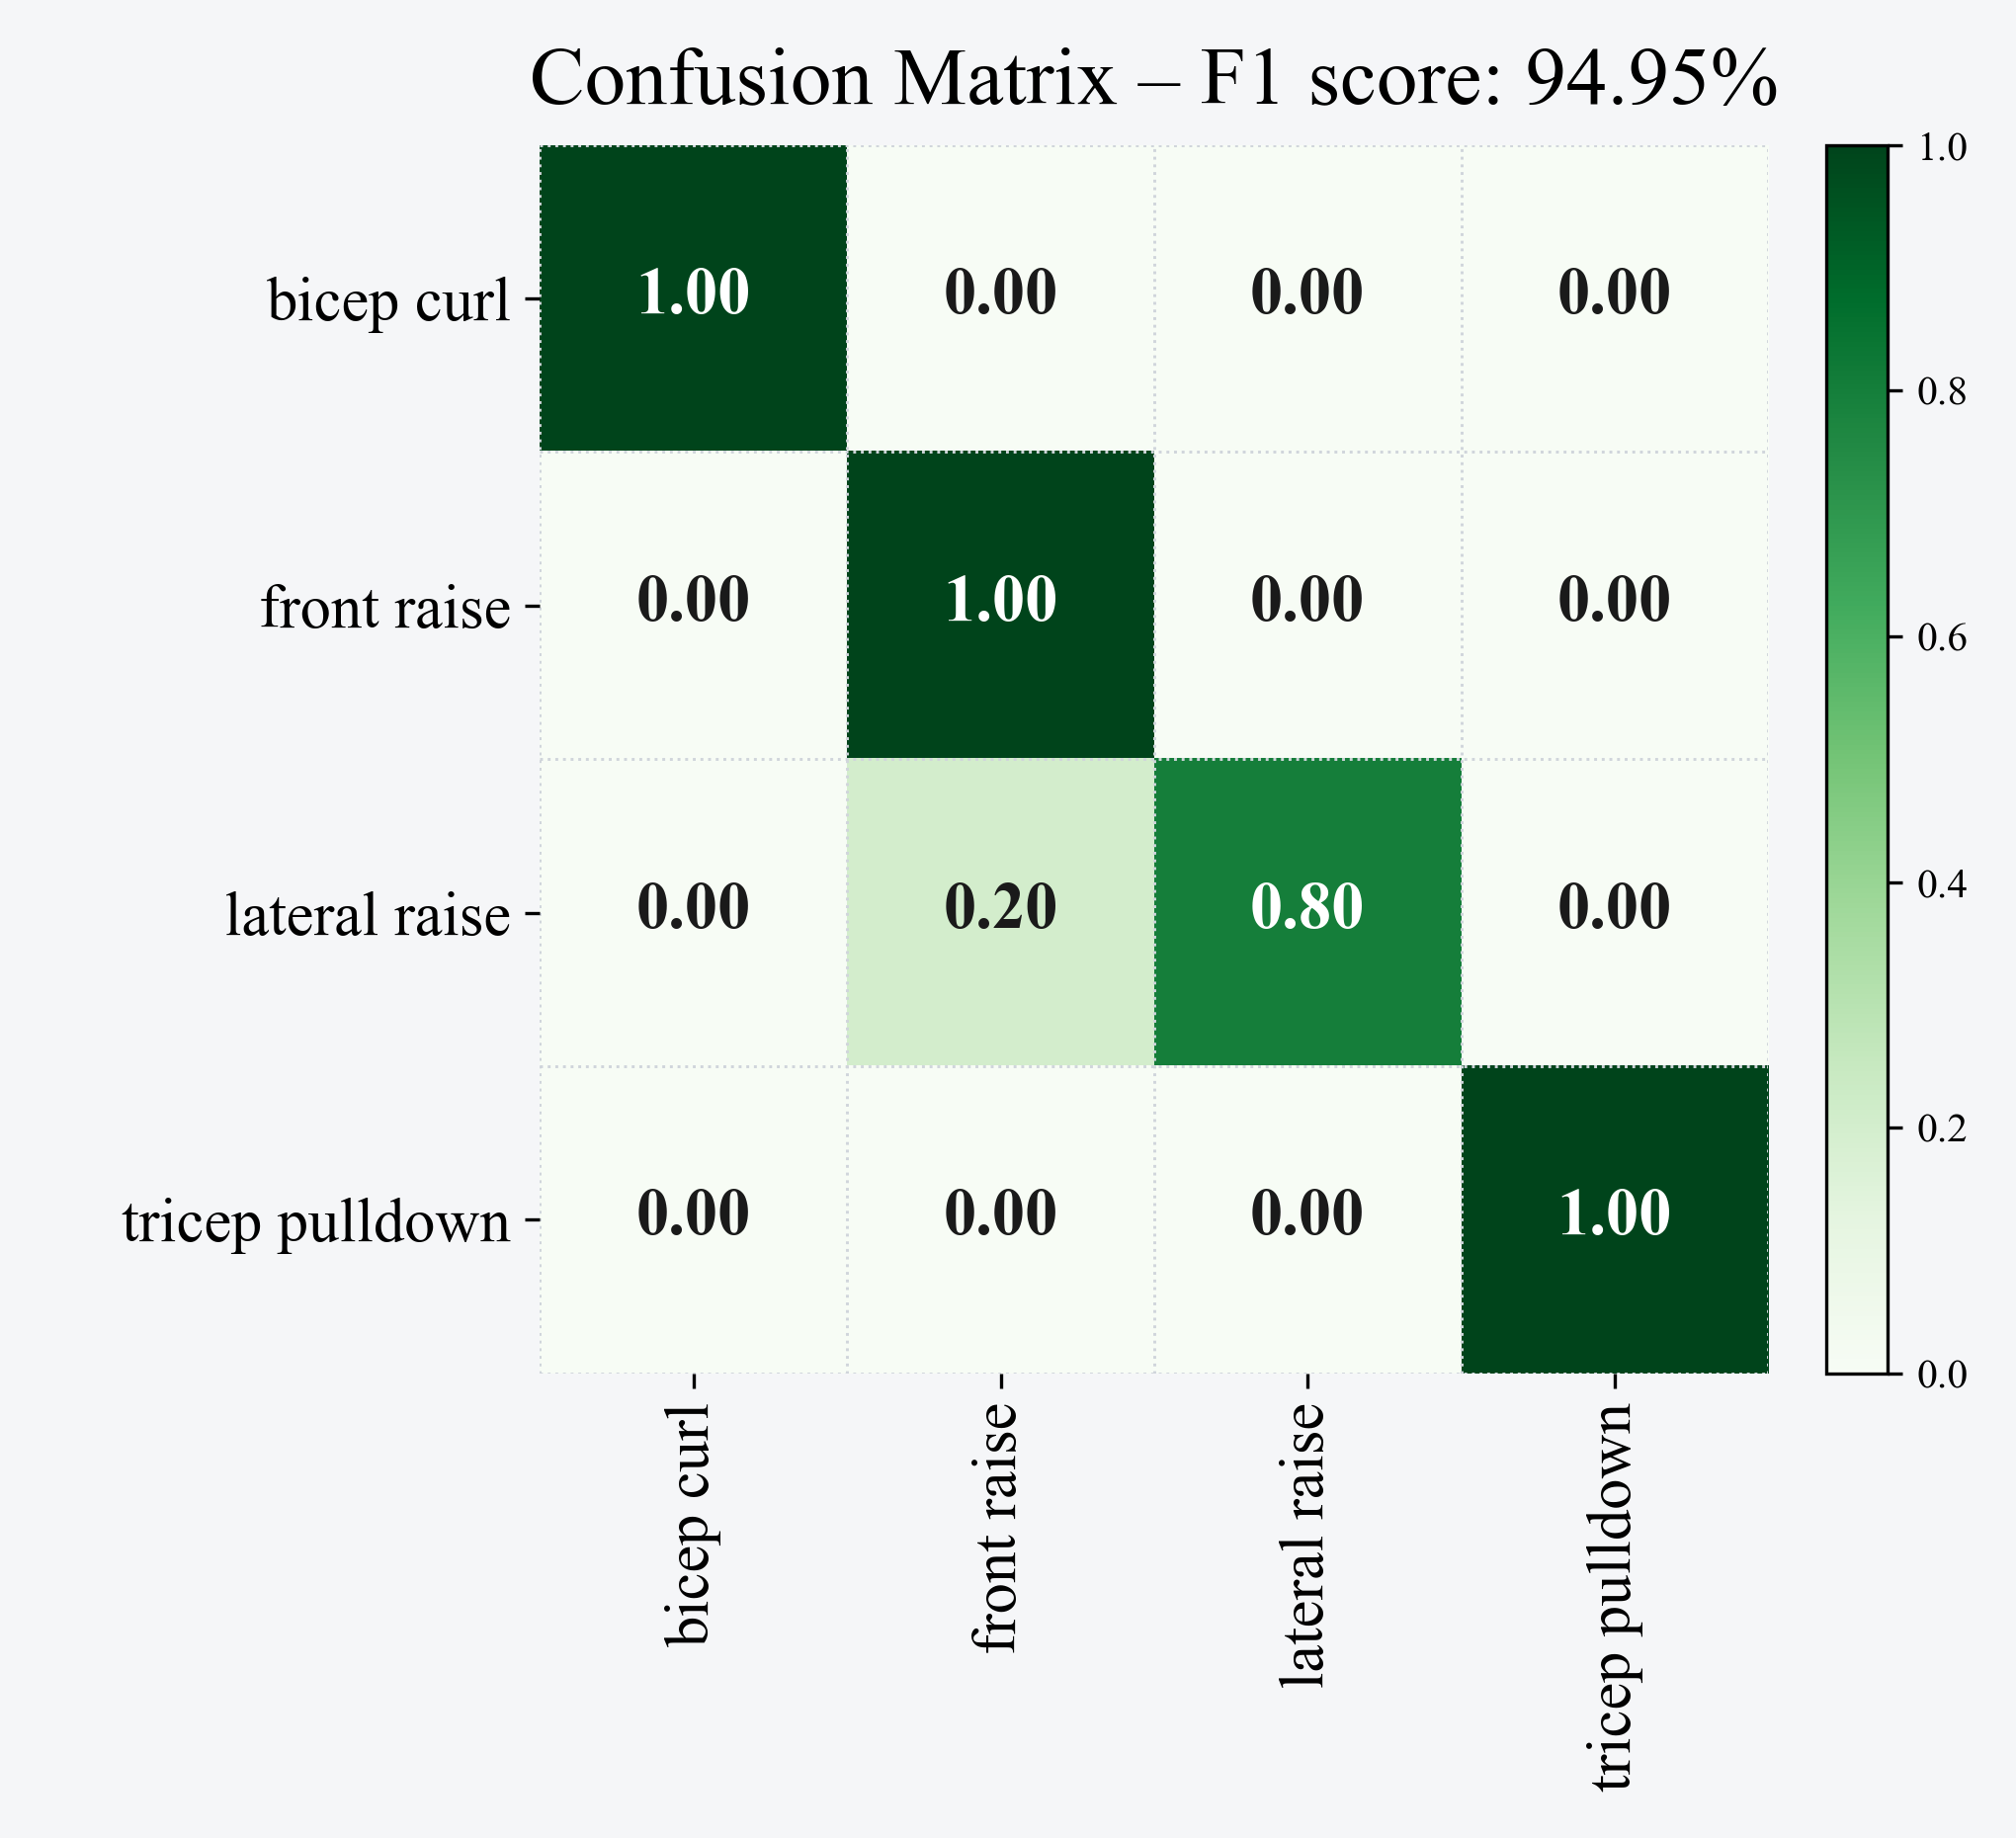 Confusion Matrix – F1 score: 94.95%
1.0
bicep curl 1.00 0.00 0.00 0.00
0.8
front raise 0.00 1.00 0.00 0.00
0.6
lateral raise 0.00 0.20 0.80 0.00
0.4
0.2
tricep pulldown 0.00 0.00 0.00 1.00
0.0
bicep curl
front raise
lateral raise
tricep pulldown